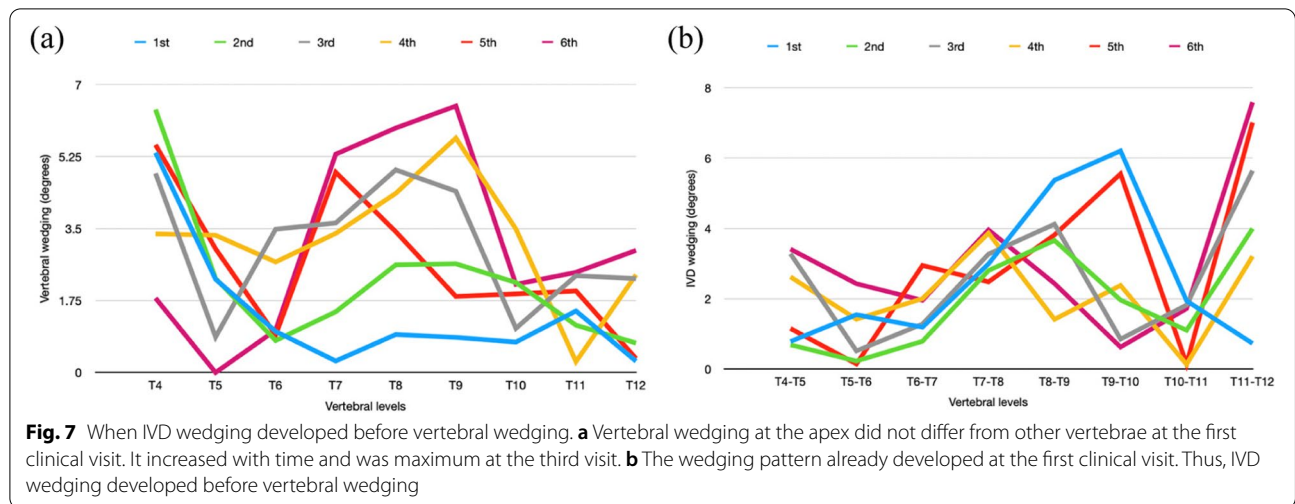 (a)
1st 2nd 3rd 4th 5th 6th
7
5.25
3.5
1.75
0
Vertebral wedging (degrees)
T4 T5 T6 T7 T8 T9 T10 T11 T12
Vertebral levels
(b)
1st 2nd 3rd 4th 5th 6th
8
6
4
2
0
IVD wedging (degrees)
T4-T5 T5-T6 T6-T7 T7-T8 T8-T9 T9-T10 T10-T11 T11-T12
Vertebral levels
Fig. 7 When IVD wedging developed before vertebral wedging. a Vertebral wedging at the apex did not differ from other vertebrae at the first
clinical visit. It increased with time and was maximum at the third visit. b The wedging pattern already developed at the first clinical visit. Thus, IVD
wedging developed before vertebral wedging